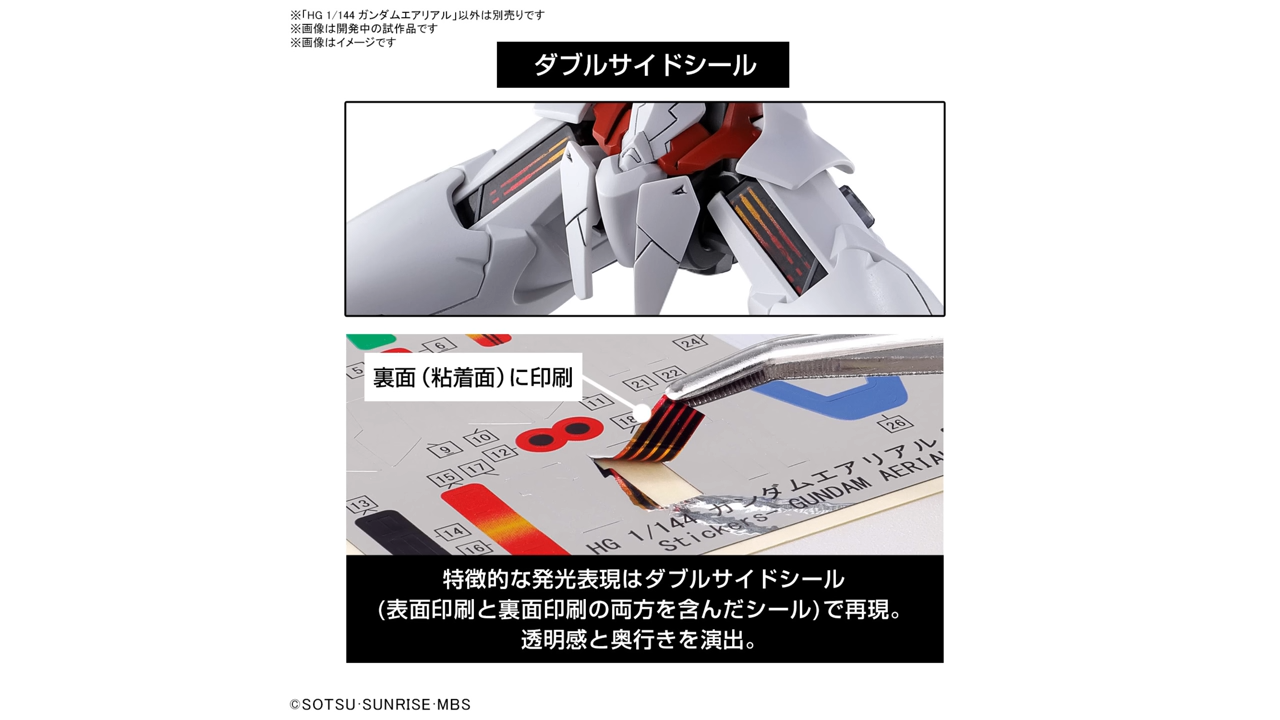 ※「HG 1/144 ガンダムエアリアル」以外は別売りです
※画像は開発中の試作品です
※画像はイメージです
ダブルサイドシール
裏面（粘着面）に印刷
5
6
24
21
22
11
18
9
10
12
15
17
26
13
14
16
HG 1/144 ガンダムエアリアル
Stickers GUNDAM AERIAL
特徴的な発光表現はダブルサイドシール
(表面印刷と裏面印刷の両方を含んだシール)で再現。
透明感と奥行きを演出。
©SOTSU·SUNRISE·MBS